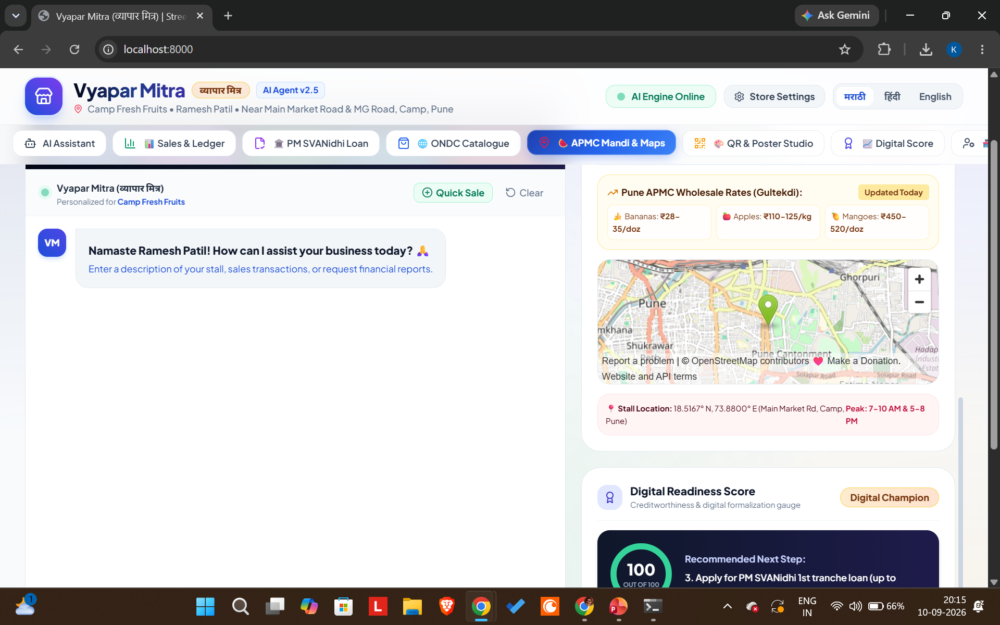 Vyapar Mitra (व्यापार मित्र) | Stree
Ask Gemini
localhost:8000
K
Vyapar Mitra
व्यापार मित्र
AI Agent v2.5
Camp Fresh Fruits • Ramesh Patil • Near Main Market Road & MG Road, Camp, Pune
AI Engine Online
Store Settings
मराठी
हिंदी
English
AI Assistant
📊 Sales & Ledger
🏛️ PM SVANidhi Loan
🌐 ONDC Catalogue
🍉 APMC Mandi & Maps
🎨 QR & Poster Studio
📈 Digital Score
Vyapar Mitra (व्यापार मित्र)
Personalized for Camp Fresh Fruits
Quick Sale
Clear
VM
Namaste Ramesh Patil! How can I assist your business today? 🙏
Enter a description of your stall, sales transactions, or request financial reports.
Pune APMC Wholesale Rates (Gultekdi):
Updated Today
🍌 Bananas: ₹28–
35/doz
🍎 Apples: ₹110–125/kg
🥭 Mangoes: ₹450–
520/doz
Ghorpuri
Pune
mkhana
Shukrawar
Peth
Pune Cantonment
Hadap
Industr
Estat
Report a problem | © OpenStreetMap contributors ♥ Make a Donation.
Website and API terms
Solapur Road
Solapur Road
Fatima Nagar
+
−
📍 Stall Location: 18.5167° N, 73.8800° E (Main Market Rd, Camp,
Pune)
Peak: 7–10 AM & 5–8
PM
Digital Readiness Score
Creditworthiness & digital formalization gauge
Digital Champion
100
OUT OF 100
Recommended Next Step:
3. Apply for PM SVANidhi 1st tranche loan (up to
1
L
P
ENG
IN
66%
20:15
10-09-2026